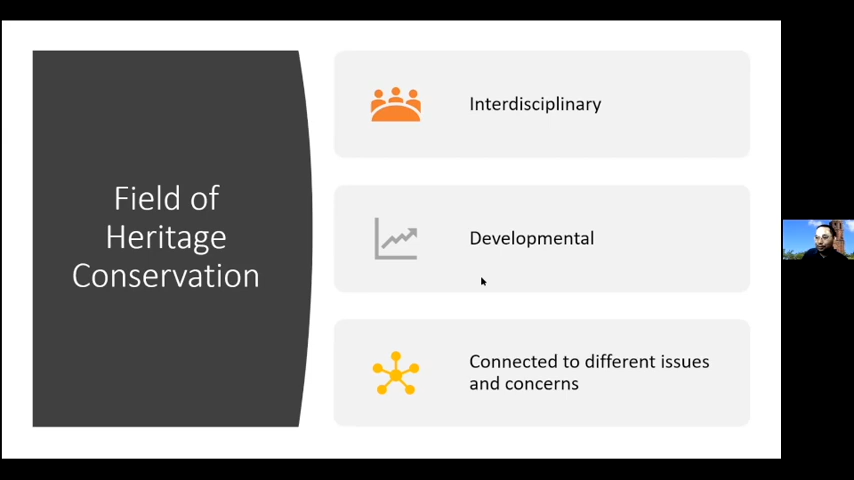 Field of
Heritage
Conservation
Interdisciplinary
Developmental
Connected to different issues
and concerns